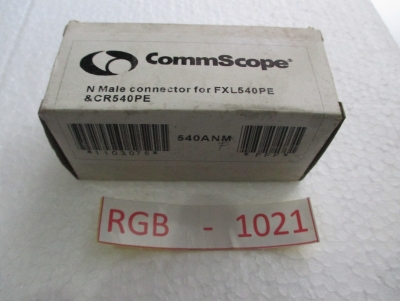 CommScope®
N Male connector for FXL540PE
&CR540PE
540ANM
RGB - 1021